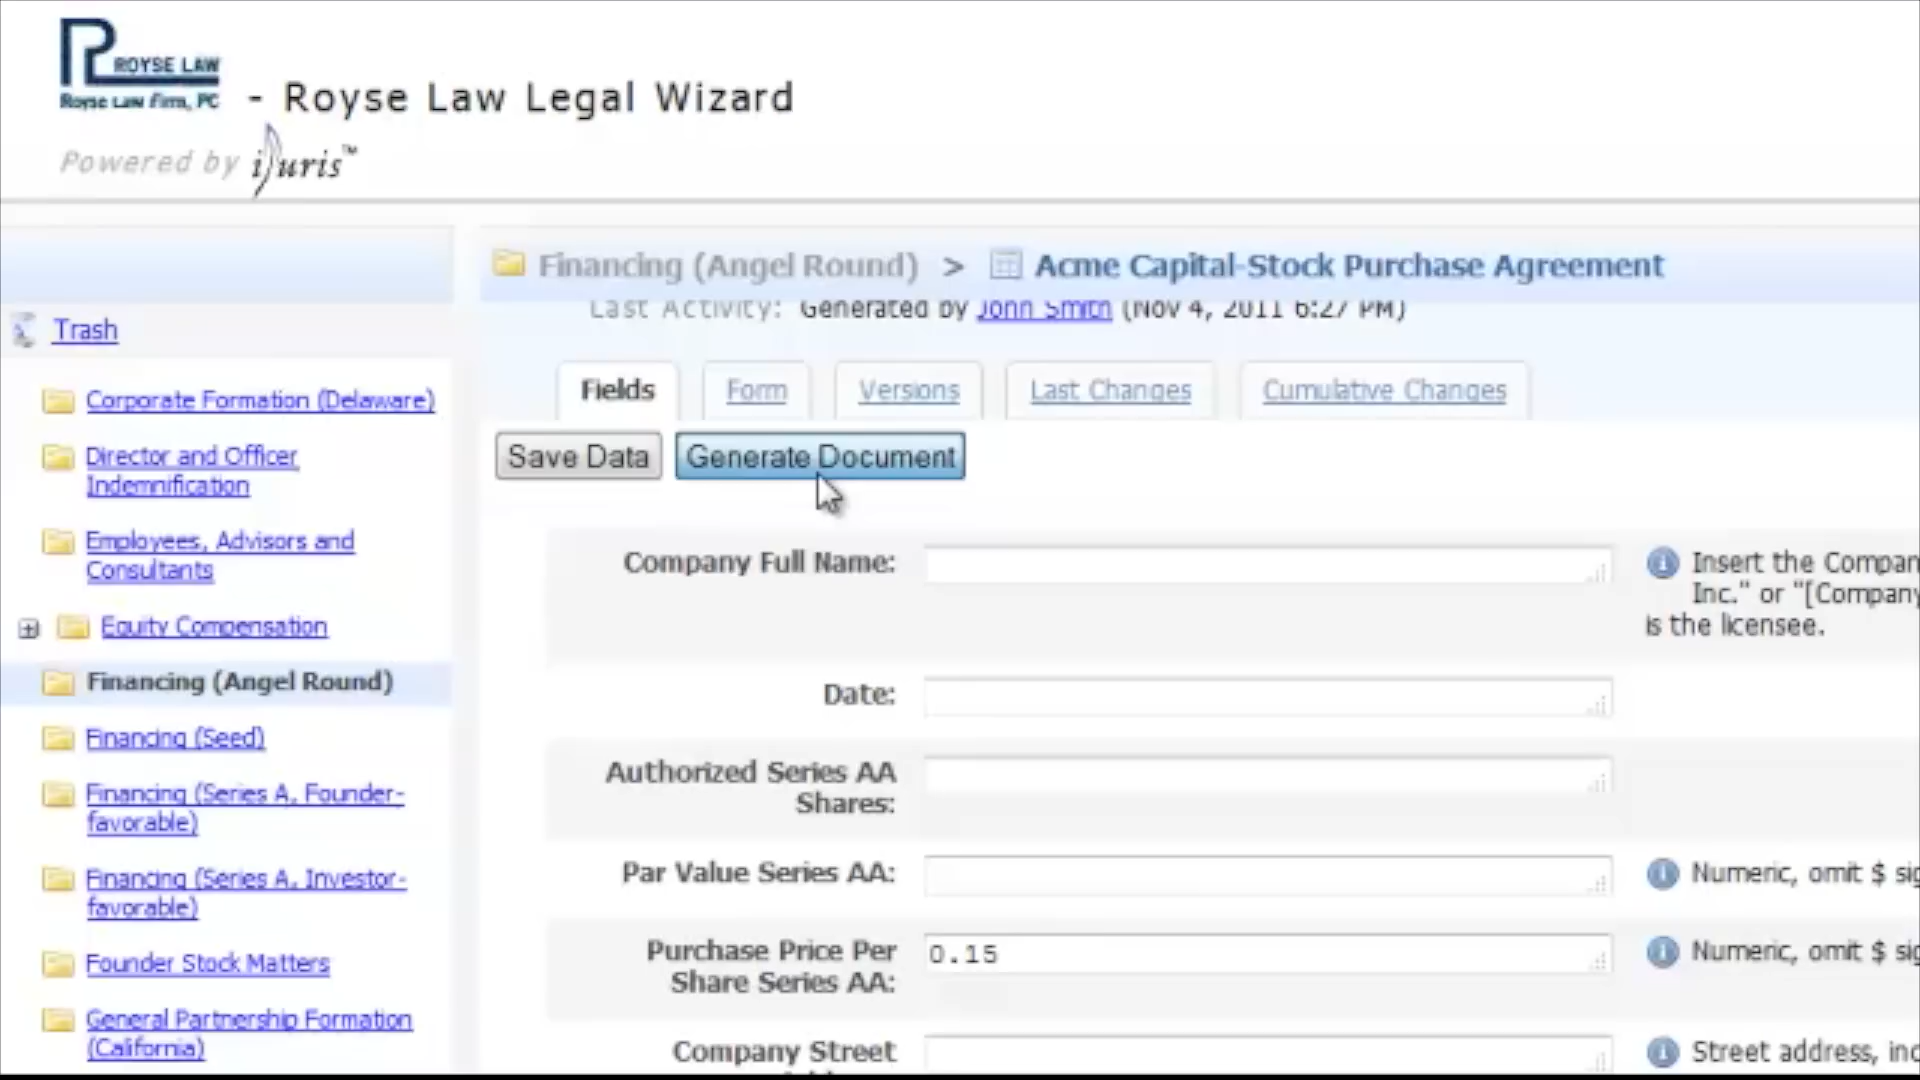 ROYSE LAW
Royse Law Firm, PC
- Royse Law Legal Wizard
Powered by iJuris™
Financing (Angel Round) > Acme Capital-Stock Purchase Agreement
Last Activity: Generated by John Smith (Nov 4, 2011 6:27 PM)
Trash
Fields Form Versions Last Changes Cumulative Changes
Save Data Generate Document
Corporate Formation (Delaware)
Director and Officer
Indemnification
Employees, Advisors and
Consultants
Equity Compensation
Financing (Angel Round)
Financing (Seed)
Financing (Series A, Founder-
favorable)
Financing (Series A, Investor-
favorable)
Founder Stock Matters
General Partnership Formation
(California)
Company Full Name:
Insert the Compan
Inc." or "[Company
is the licensee.
Date:
Authorized Series AA
Shares:
Par Value Series AA:
Numeric, omit $ sig
Purchase Price Per
Share Series AA:
0.15
Numeric, omit $ sig
Company Street
Street address, inc